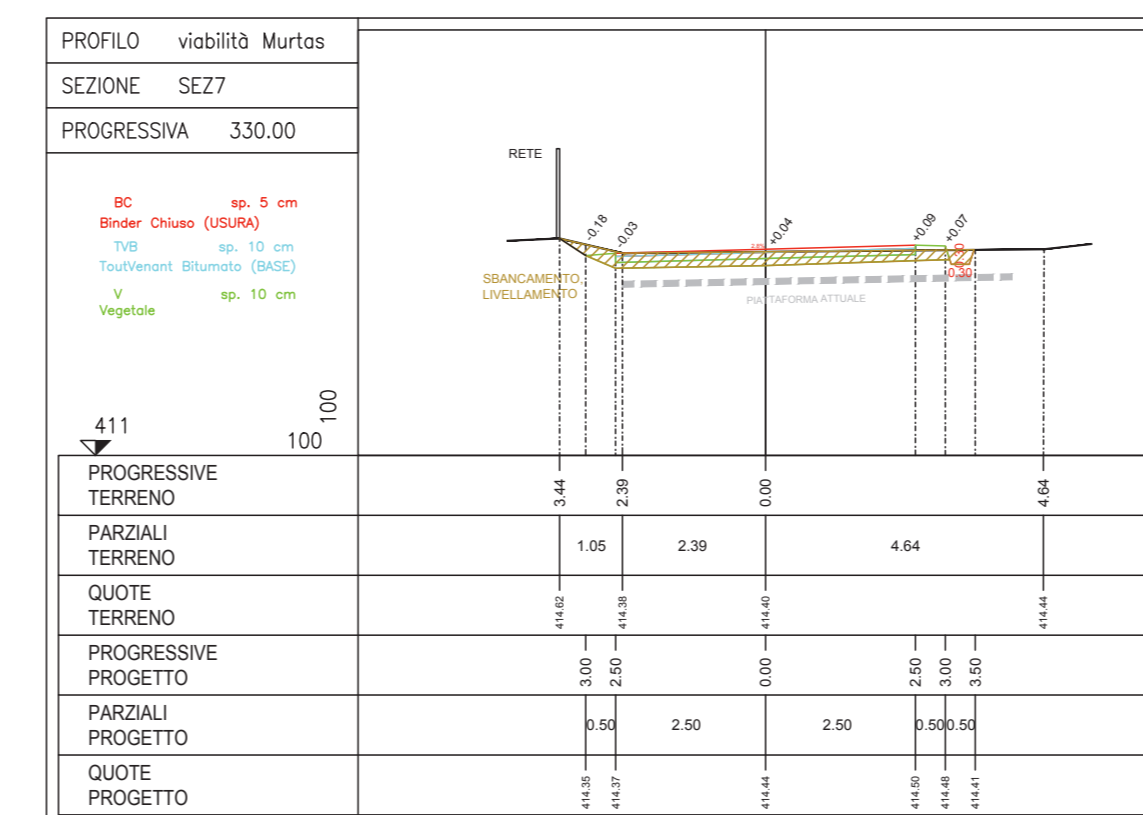 PROFILO viabilità Murtas
SEZIONE SEZ7
PROGRESSIVA 330.00
BC sp. 5 cm
Binder Chiuso (USURA)
TVB sp. 10 cm
ToutVenant Bitumato (BASE)
V sp. 10 cm
Vegetale
411
100
100
RETE
-0.18
-0.03
+0.04
+0.09
+0.07
0.30
SBANCAMENTO,
LIVELLAMENTO
PIATTAFORMA ATTUALE
PROGRESSIVE
TERRENO
3.44 2.39 0.00 4.64
PARZIALI
TERRENO
1.05 2.39 4.64
QUOTE
TERRENO
414.62 414.38 414.40 414.44
PROGRESSIVE
PROGETTO
3.00 2.50 0.00 2.50 3.00 3.50
PARZIALI
PROGETTO
0.50 2.50 2.50 0.50 0.50
QUOTE
PROGETTO
414.35 414.37 414.44 414.50 414.48 414.41